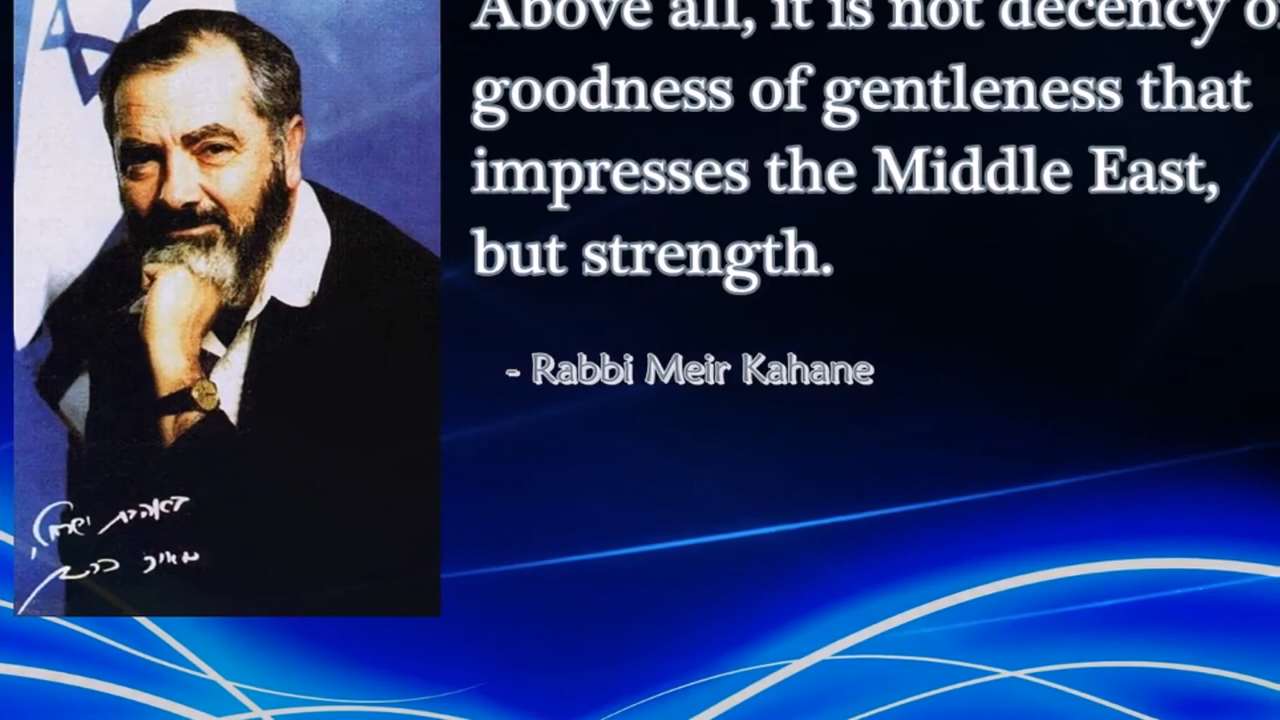 Above all, it is not decency o
goodness of gentleness that
impresses the Middle East,
but strength.
- Rabbi Meir Kahane